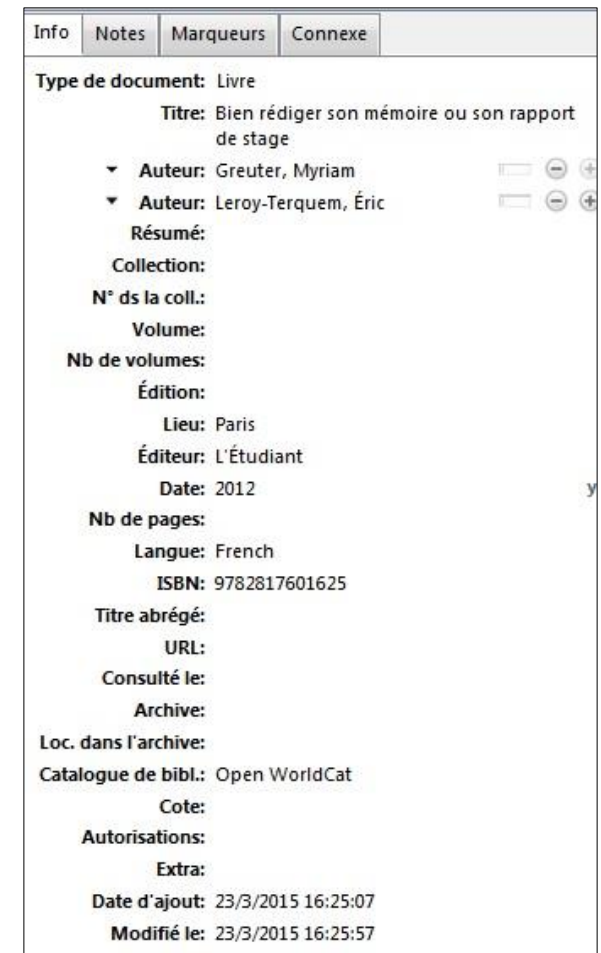 Info Notes Marqueurs Connexe
Type de document: Livre
Titre: Bien rédiger son mémoire ou son rapport
de stage
Auteur: Greuter, Myriam
Auteur: Leroy-Terquem, Éric
Résumé:
Collection:
N° ds la coll.:
Volume:
Nb de volumes:
Édition:
Lieu: Paris
Éditeur: L'Étudiant
Date: 2012 y
Nb de pages:
Langue: French
ISBN: 9782817601625
Titre abrégé:
URL:
Consulté le:
Archive:
Loc. dans l'archive:
Catalogue de bibl.: Open WorldCat
Cote:
Autorisations:
Extra:
Date d'ajout: 23/3/2015 16:25:07
Modifié le: 23/3/2015 16:25:57